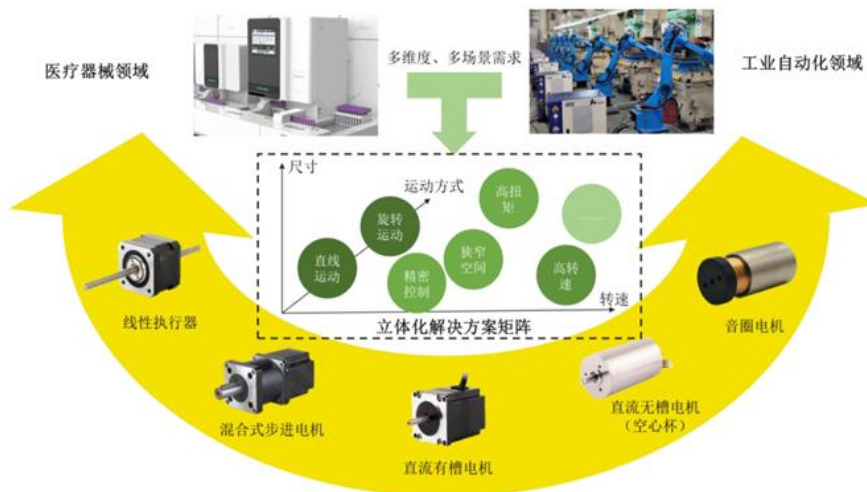 医疗器械领域
多维度、多场景需求
工业自动化领域
尺寸
运动方式
高扭
矩
……
旋转
运动
直线
运动
狭窄
空间
精密
控制
高转
速
转速
立体化解决方案矩阵
线性执行器
音圈电机
混合式步进电机
直流有槽电机
直流无槽电机
（空心杯）